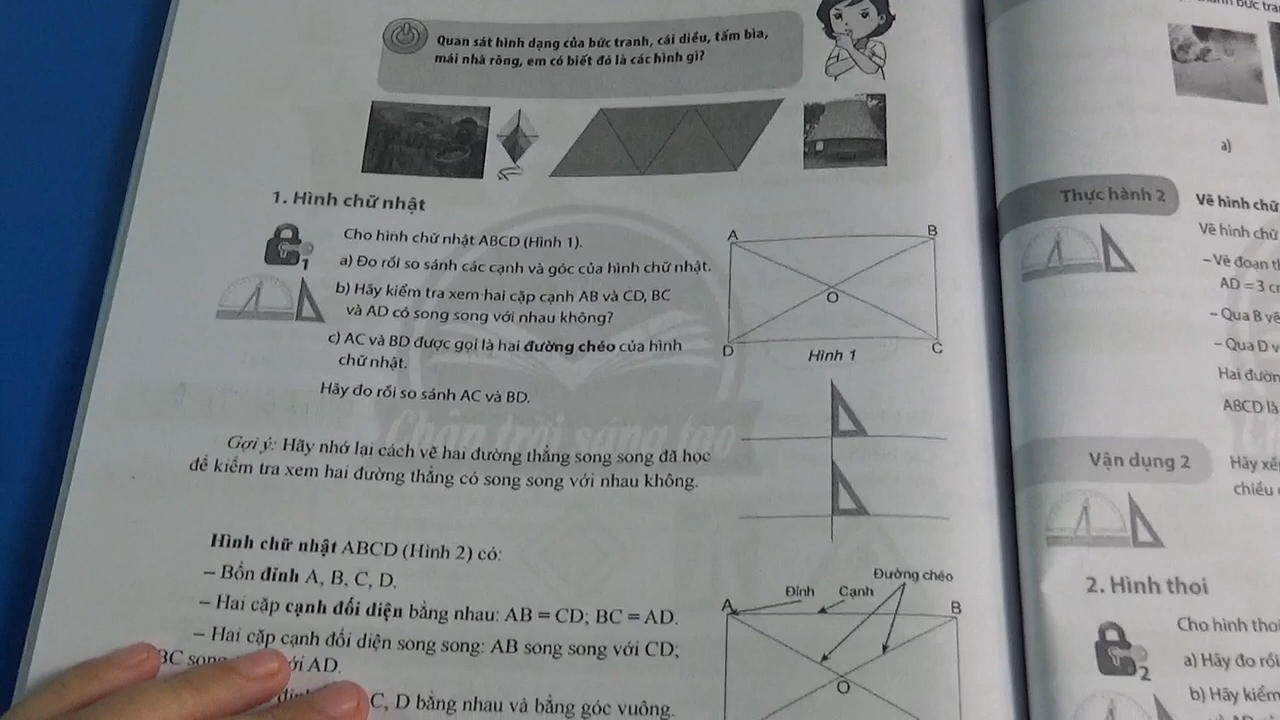 Quan sát hình dạng của bức tranh, cái diều, tấm bìa,
mái nhà rông, em có biết đó là các hình gì?
1. Hình chữ nhật
1
Cho hình chữ nhật ABCD (Hình 1).
a) Đo rồi so sánh các cạnh và góc của hình chữ nhật.
b) Hãy kiểm tra xem hai cặp cạnh AB và CD, BC
và AD có song song với nhau không?
c) AC và BD được gọi là hai đường chéo của hình
chữ nhật.
Hãy đo rồi so sánh AC và BD.
A B
O
D C
Hình 1
Chân trời sáng tạo
Gợi ý: Hãy nhớ lại cách vẽ hai đường thẳng song song đã học
để kiểm tra xem hai đường thẳng có song song với nhau không.
Hình chữ nhật ABCD (Hình 2) có:
– Bốn đỉnh A, B, C, D.
– Hai cặp cạnh đối diện bằng nhau: AB = CD; BC = AD.
– Hai cặp cạnh đối diện song song: AB song song với CD;
BC song AD.
C, D bằng nhau và bằng góc vuông.
Đường chéo
Đỉnh Cạnh
A B
O
bức
a)
Thực hành 2
Vẽ hình chữ
Vẽ hình chữ
– Vẽ đoạn
AD = 3
– Qua B
– Qua D
Hai
ABCD là
Vận dụng 2
Hãy
chiều
2. Hình thoi
2
Cho hình
a) Hãy đo rồi
b) Hãy kiểm